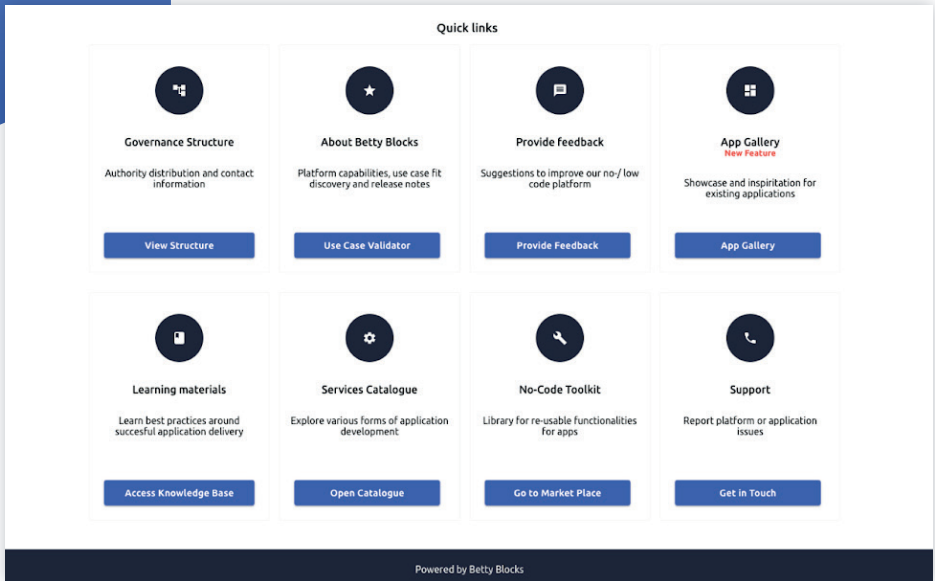 Quick links
Governance Structure
Authority distribution and contact
information
View Structure
About Betty Blocks
Platform capabilities, use case fit
discovery and release notes
Use Case Validator
Provide feedback
Suggestions to improve our no-/ low
code platform
Provide Feedback
App Gallery
New Feature
Showcase and inspiritation for
existing applications
App Gallery
Learning materials
Learn best practices around
succesful application delivery
Access Knowledge Base
Services Catalogue
Explore various forms of application
development
Open Catalogue
No-Code Toolkit
Library for re-usable functionalities
for apps
Go to Market Place
Support
Report platform or application
issues
Get in Touch
Powered by Betty Blocks